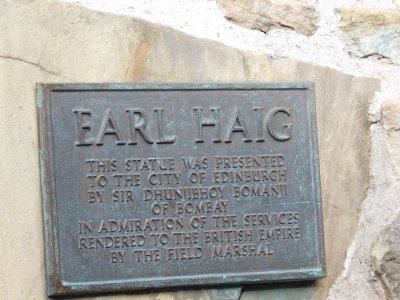 EARL HAIG
THIS STATUE WAS PRESENTED
TO THE CITY OF EDINBURGH
BY SIR DHUNJIBHOY BOMANJI
OF BOMBAY
IN ADMIRATION OF THE SERVICES
RENDERED TO THE BRITISH EMPIRE
BY THE FIELD MARSHAL